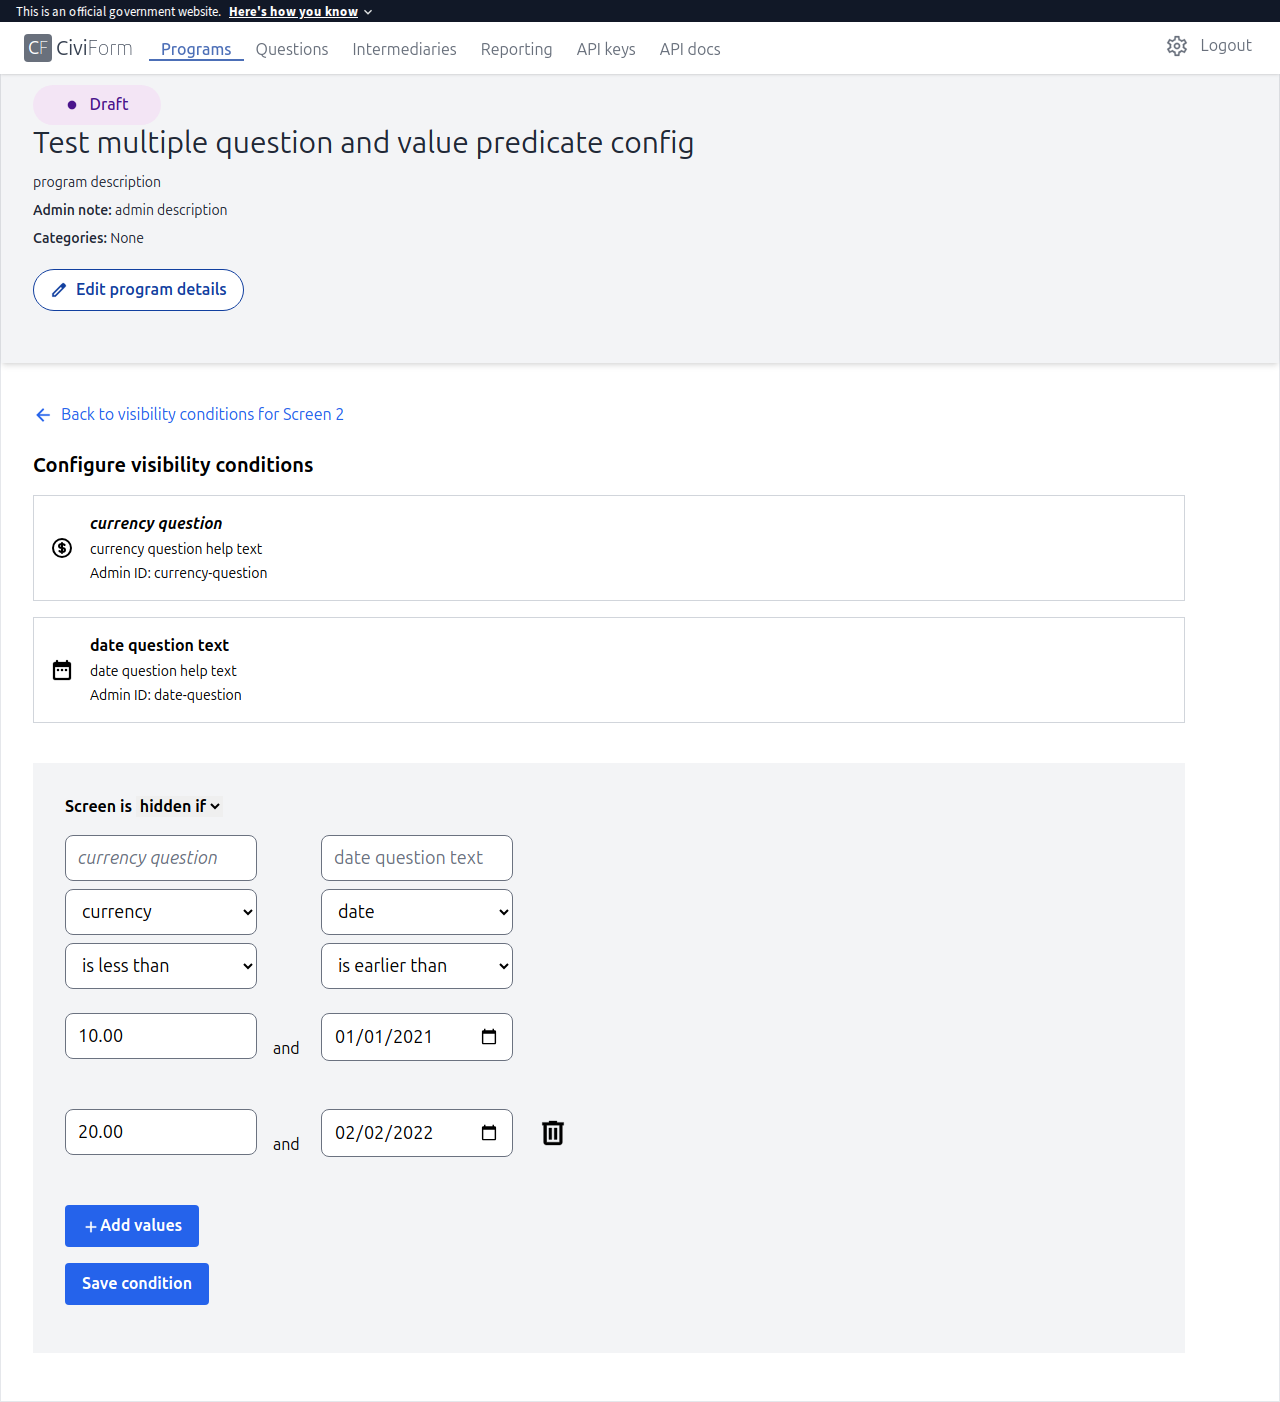 This is an official government website. Here's how you know
CF CiviForm Programs Questions Intermediaries Reporting API keys API docs Logout
Draft
Test multiple question and value predicate config
program description
Admin note: admin description
Categories: None
Edit program details
Back to visibility conditions for Screen 2
Configure visibility conditions
currency question
currency question help text
Admin ID: currency-question
date question text
date question help text
Admin ID: date-question
Screen is hidden if
currency question date question text
currency date
is less than is earlier than
10.00 and 01/01/2021
20.00 and 02/02/2022
+ Add values
Save condition